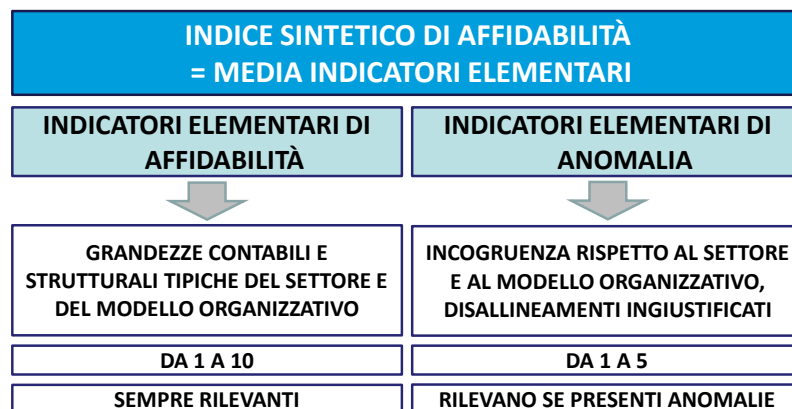 INDICE SINTETICO DI AFFIDABILITÀ
= MEDIA INDICATORI ELEMENTARI
INDICATORI ELEMENTARI DI
AFFIDABILITÀ
INDICATORI ELEMENTARI DI
ANOMALIA
GRANDEZZE CONTABILI E
STRUTTURALI TIPICHE DEL SETTORE E
DEL MODELLO ORGANIZZATIVO
INCOGRUENZA RISPETTO AL SETTORE
E AL MODELLO ORGANIZZATIVO,
DISALLINEAMENTI INGIUSTIFICATI
DA 1 A 10
DA 1 A 5
SEMPRE RILEVANTI
RILEVANO SE PRESENTI ANOMALIE